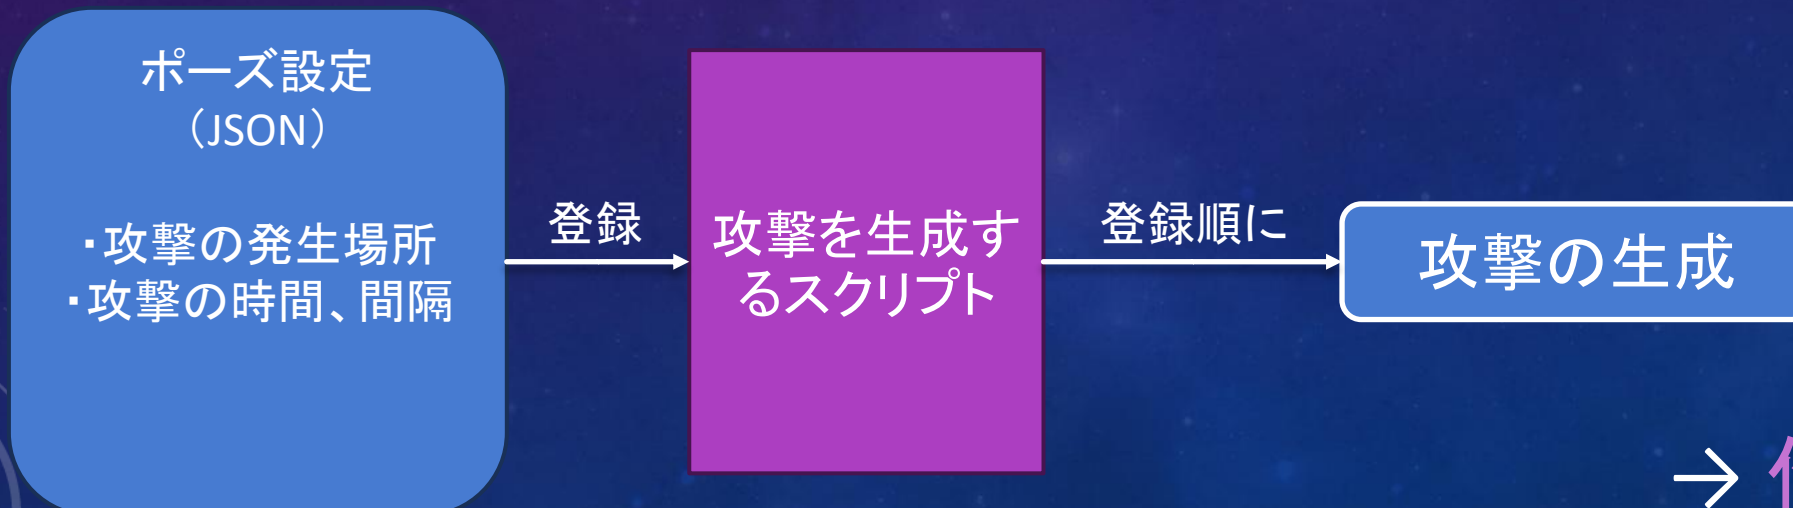 ポーズ設定
（JSON）
・攻撃の発生場所
・攻撃の時間、間隔
登録
攻撃を生成す
るスクリプト
登録順に
攻撃の生成
→